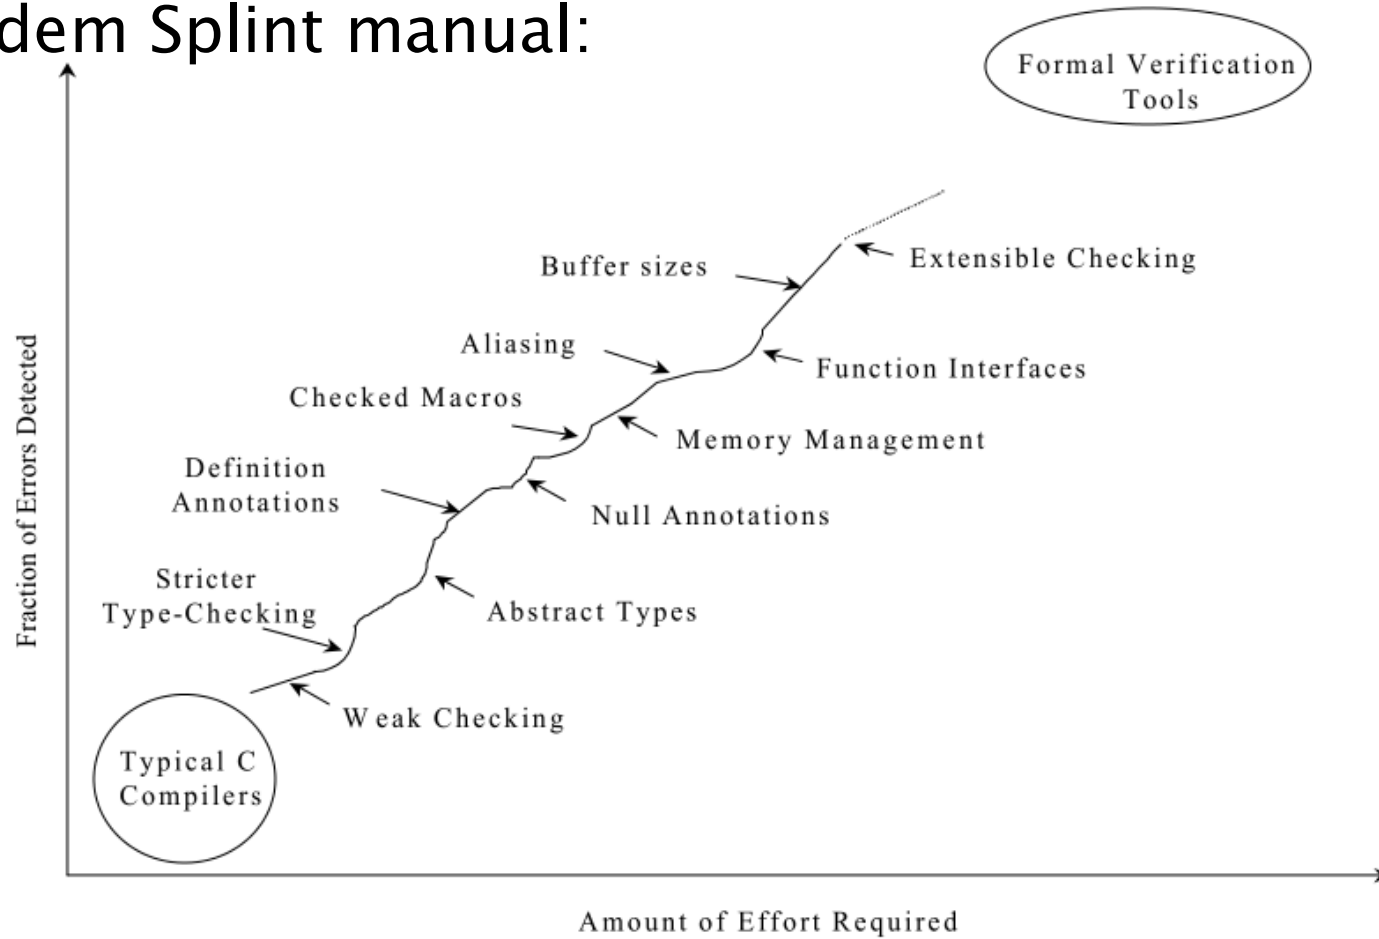 dem Splint manual:
Formal Verification
Tools
Extensible Checking
Buffer sizes
Aliasing
Function Interfaces
Checked Macros
Memory Management
Definition
Annotations
Null Annotations
Stricter
Type-Checking
Abstract Types
Weak Checking
Typical C
Compilers
Fraction of Errors Detected
Amount of Effort Required